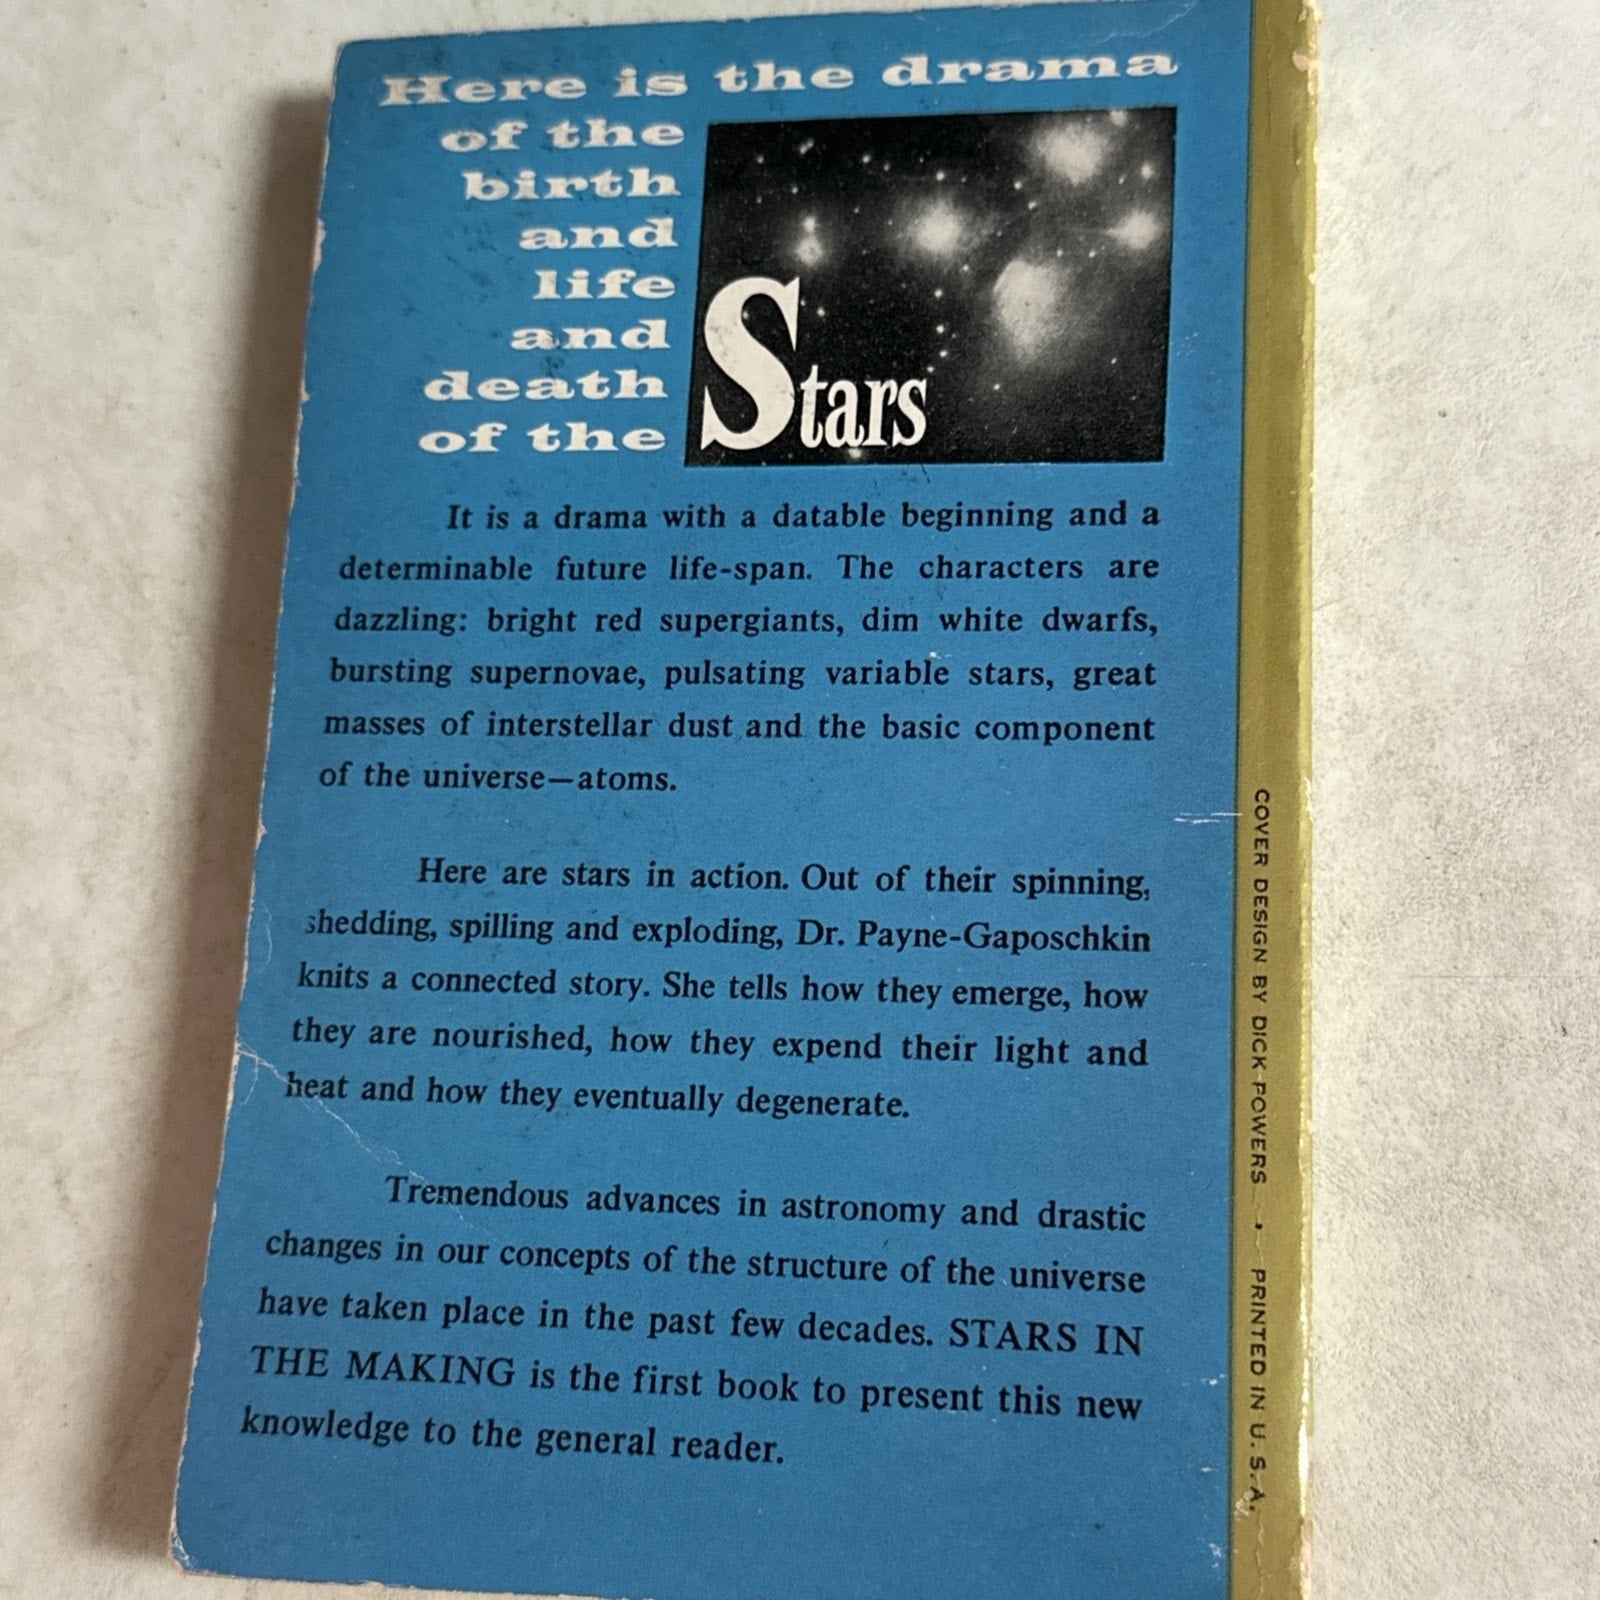 Here is the drama
of the
birth
and
life
and
death
of the
Stars
It is a drama with a datable beginning and a
determinable future life-span. The characters are
dazzling: bright red supergiants, dim white dwarfs,
bursting supernovae, pulsating variable stars, great
masses of interstellar dust and the basic component
of the universe—atoms.
Here are stars in action. Out of their spinning,
shedding, spilling and exploding, Dr. Payne-Gaposchkin
knits a connected story. She tells how they emerge, how
they are nourished, how they expend their light and
heat and how they eventually degenerate.
Tremendous advances in astronomy and drastic
changes in our concepts of the structure of the universe
have taken place in the past few decades. STARS IN
THE MAKING is the first book to present this new
knowledge to the general reader.
COVER DESIGN BY DICK POWERS • PRINTED IN U. S. A.